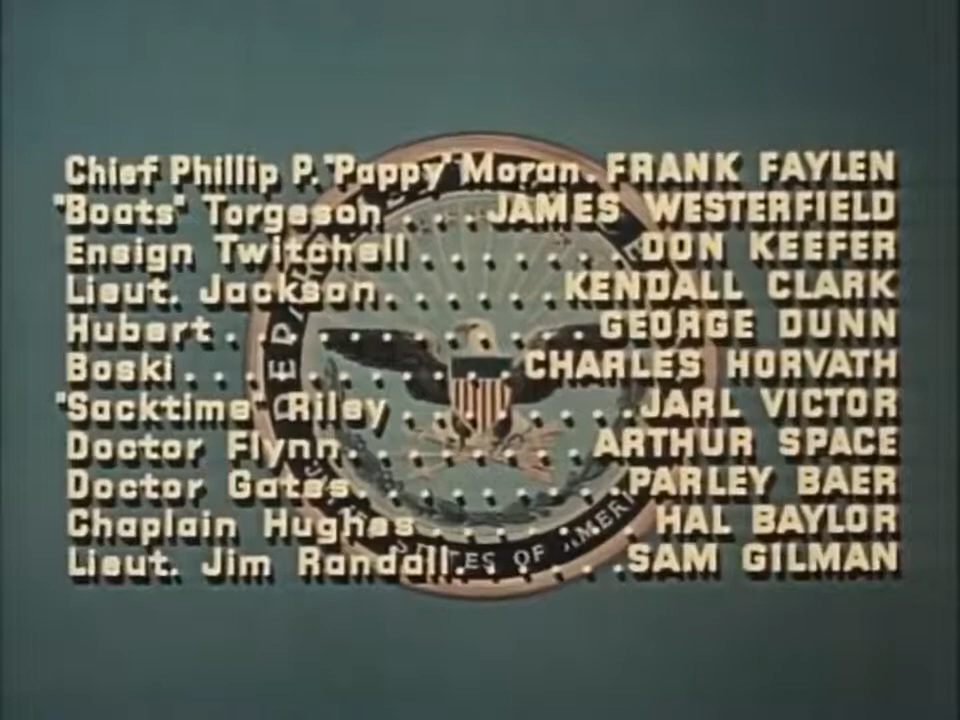 Chief Phillip P. "Pappy" Moran. FRANK FAYLEN
"Boats" Torgeson . . . . JAMES WESTERFIELD
Ensign Twitchell . . . . . . . DON KEEFER
Lieut. Jackson. . . . . . KENDALL CLARK
Hubert . . . . . . . . . . . GEORGE DUNN
Boski . . . . . . . . . . CHARLES HORVATH
"Sacktime" Riley . . . . . . . . JARL VICTOR
Doctor Flynn. . . . . . . ARTHUR SPACE
Doctor Gates. . . . . . . . . PARLEY BAER
Chaplain Hughes . . . . . . HAL BAYLOR
Lieut. Jim Randall. . . . . . SAM GILMAN
OF AMERI